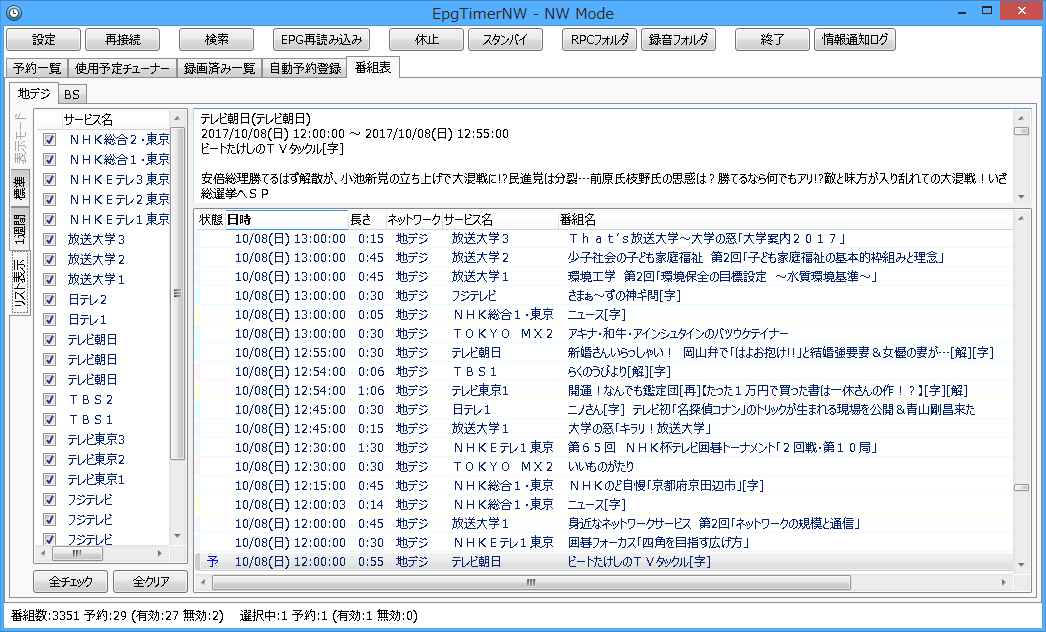 EpgTimerNW - NW Mode
設定 再接続 検索 EPG再読み込み 休止 スタンバイ RPCフォルダ 録音フォルダ 終了 情報通知ログ
予約一覧 使用予定チューナー 録画済み一覧 自動予約登録 番組表
地デジ BS
表示モード
標準
1週間
リスト表示
サービス名
NHK総合2・東京
NHK総合1・東京
NHKEテレ3東京
NHKEテレ2東京
NHKEテレ1東京
放送大学3
放送大学2
放送大学1
日テレ2
日テレ1
テレビ朝日
テレビ朝日
テレビ朝日
TBS2
TBS1
テレビ東京3
テレビ東京2
テレビ東京1
フジテレビ
フジテレビ
フジテレビ
全チェック 全クリア
テレビ朝日(テレビ朝日)
2017/10/08(日) 12:00:00 ～ 2017/10/08(日) 12:55:00
ビートたけしのTVタックル[字]
安倍総理勝てるはず解散が、小池新党の立ち上げで大混戦に!?民進党は分裂…前原氏枝野氏の思惑は？勝てるなら何でもアリ!?敵と味方が入り乱れての大混戦！いざ
総選挙へSP
状態 日時 長さ ネットワーク サービス名 番組名
10/08(日) 13:00:00 0:15 地デジ 放送大学3 That's放送大学～大学の窓「大学案内2017」
10/08(日) 13:00:00 0:45 地デジ 放送大学2 少子社会の子ども家庭福祉 第2回「子ども家庭福祉の基本的枠組みと理念」
10/08(日) 13:00:00 0:45 地デジ 放送大学1 環境工学 第2回「環境保全の目標設定 ～水質環境基準～」
10/08(日) 13:00:00 0:30 地デジ フジテレビ さまぁ～ずの神ギ問[字]
10/08(日) 13:00:00 0:05 地デジ NHK総合1・東京 ニュース[字]
10/08(日) 13:00:00 0:30 地デジ TOKYO MX2 アキナ・和牛・アインシュタインのバツウケテイナー
10/08(日) 12:55:00 0:30 地デジ テレビ朝日 新婚さんいらっしゃい！ 岡山弁で「はよお抱け!!」と結婚強要妻＆女優の妻が…[解][字]
10/08(日) 12:54:00 0:06 地デジ TBS1 らくのうびより[解][字]
10/08(日) 12:54:00 1:06 地デジ テレビ東京1 開運！なんでも鑑定団[再]【たった1万円で買った書は一休さんの作！？】[字][解]
10/08(日) 12:45:00 0:30 地デジ 日テレ1 ニノさん[字] テレビ初「名探偵コナン」のトリックが生まれる現場を公開＆青山剛昌来た
10/08(日) 12:45:00 0:15 地デジ 放送大学1 大学の窓「キラリ！放送大学」
10/08(日) 12:30:00 1:30 地デジ NHKEテレ1東京 第65回 NHK杯テレビ囲碁トーナメント「2回戦・第10局」
10/08(日) 12:30:00 0:30 地デジ TOKYO MX2 いいものがたり
10/08(日) 12:15:00 0:45 地デジ NHK総合1・東京 NHKのど自慢「京都府京田辺市」[字]
10/08(日) 12:00:03 0:14 地デジ NHK総合1・東京 ニュース[字]
10/08(日) 12:00:00 0:45 地デジ 放送大学1 身近なネットワークサービス 第2回「ネットワークの規模と通信」
10/08(日) 12:00:00 0:30 地デジ NHKEテレ1東京 囲碁フォーカス「四角を目指す広げ方」
予 10/08(日) 12:00:00 0:55 地デジ テレビ朝日 ビートたけしのTVタックル[字]
番組数:3351 予約:29 (有効:27 無効:2) 選択中:1 予約:1 (有効:1 無効:0)